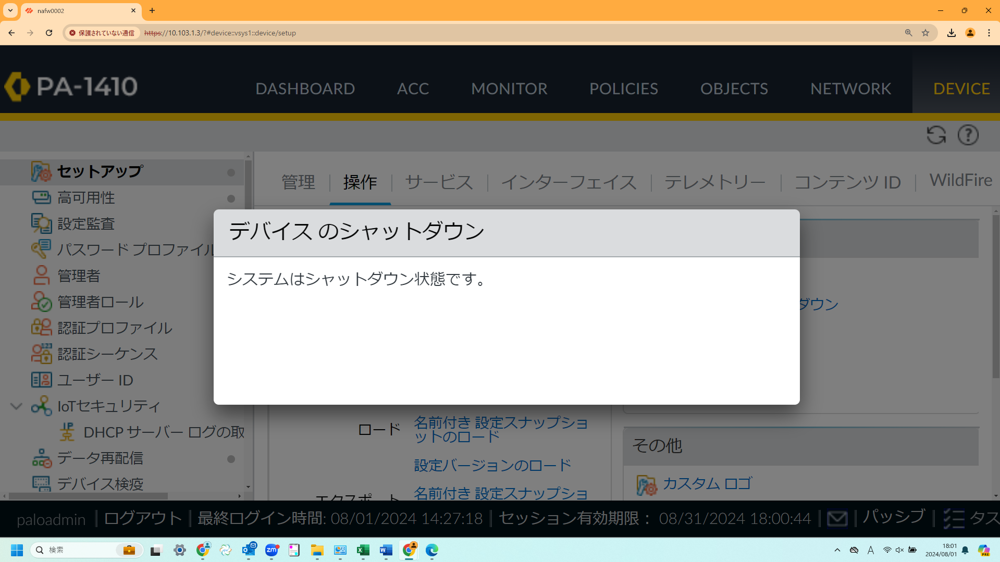 nafw0002
保護されていない通信 https://10.103.1.3/?#device::vsys1::device/setup
PA-1410
DASHBOARD ACC MONITOR POLICIES OBJECTS NETWORK DEVICE
セットアップ
高可用性
設定監査
パスワード プロファイル
管理者
管理者ロール
認証プロファイル
認証シーケンス
ユーザー ID
IoTセキュリティ
DHCP サーバー ログの取
データ再配信
デバイス検疫
管理 操作 サービス インターフェイス テレメトリー コンテンツ ID WildFire
デバイス のシャットダウン
システムはシャットダウン状態です。
ダウン
ロード 名前付き 設定スナップショ
ットのロード
設定バージョンのロード
エクスポート 名前付き 設定スナップショ
その他
カスタム ロゴ
paloadmin | ログアウト | 最終ログイン時間: 08/01/2024 14:27:18 | セッション有効期限： 08/31/2024 18:00:44 | パッシブ | タス
検索
zm
A
18:01
2024/08/01
PRE